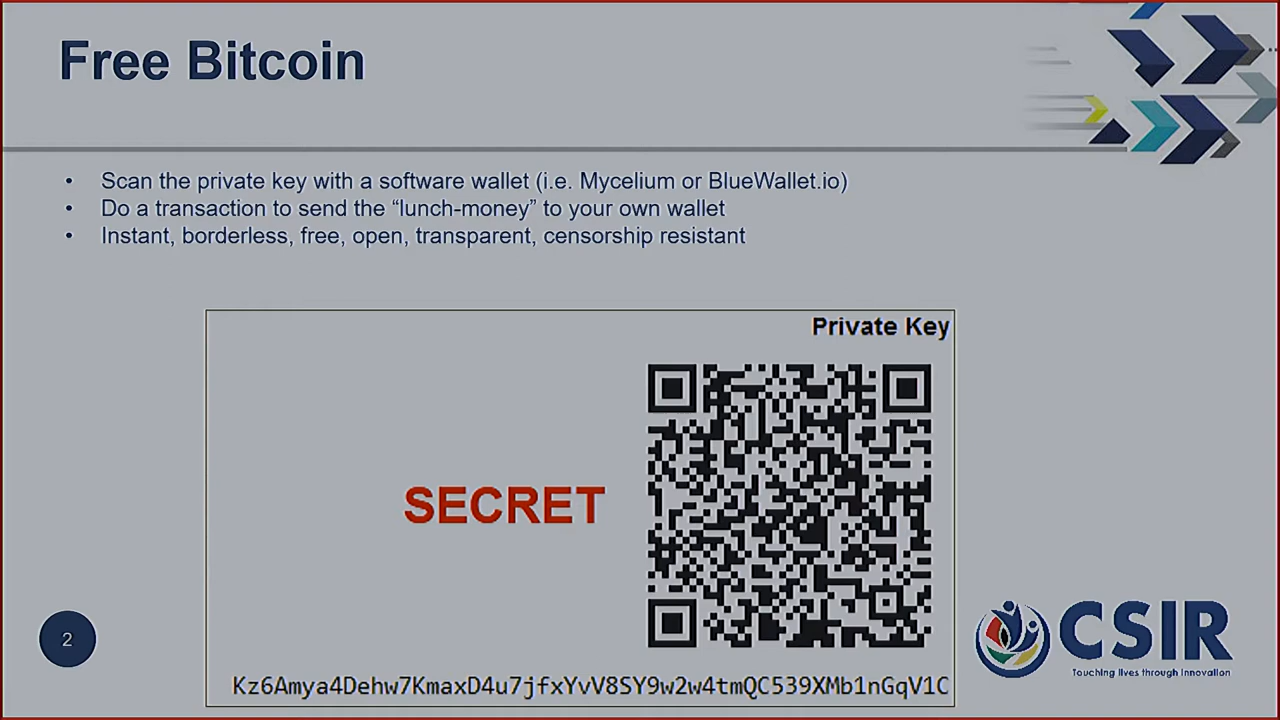 Free Bitcoin
• Scan the private key with a software wallet (i.e. Mycelium or BlueWallet.io)
• Do a transaction to send the “lunch-money” to your own wallet
• Instant, borderless, free, open, transparent, censorship resistant
Private Key
SECRET
Kz6Amya4Dehw7KmaxD4u7jfxYvV8SY9w2w4tmQC539XMb1nGqV1C
2
CSIR
Touching lives through innovation